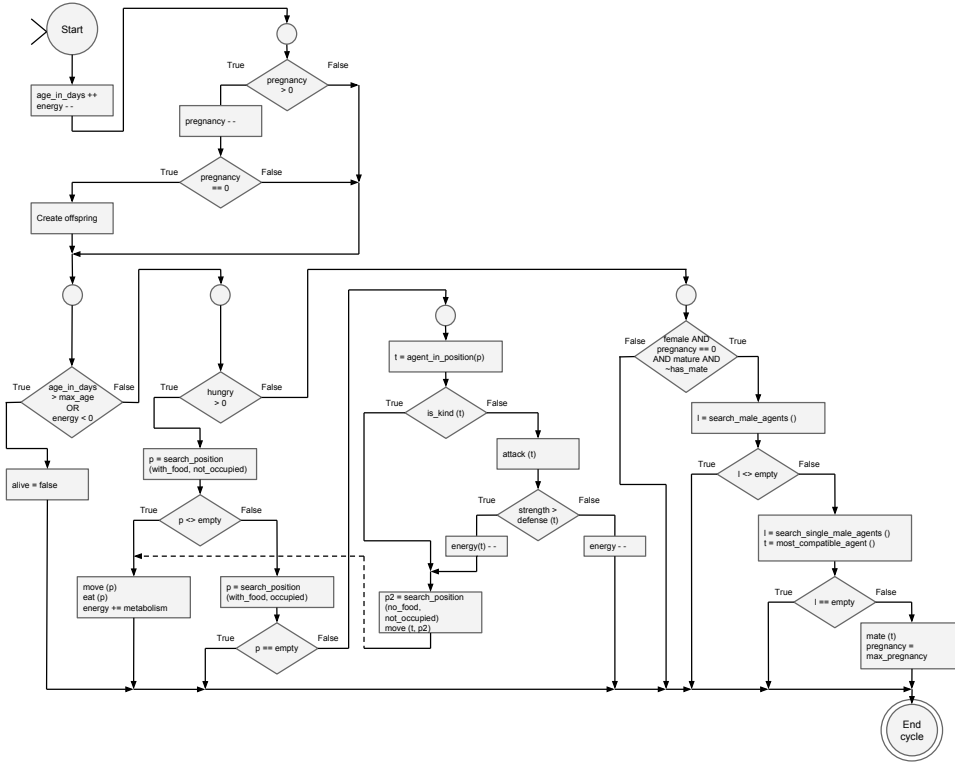 Start
age_in_days ++
energy - -
True
False
pregnancy
> 0
pregnancy - -
True
False
pregnancy
== 0
Create offspring
True
False
age_in_days
> max_age
OR
energy < 0
alive = false
True
False
hungry
> 0
p = search_position
(with_food, not_occupied)
True
False
p <> empty
move (p)
eat (p)
energy += metabolism
p = search_position
(with_food, occupied)
True
False
p == empty
t = agent_in_position(p)
True
False
is_kind (t)
attack (t)
True
False
strength >
defense (t)
energy(t) - -
energy - -
p2 = search_position
(no_food,
not_occupied)
move (t, p2)
False
True
female AND
pregnancy == 0
AND mature AND
~has_mate
l = search_male_agents ()
True
False
l <> empty
l = search_single_male_agents ()
t = most_compatible_agent ()
True
False
l == empty
mate (t)
pregnancy =
max_pregnancy
End
cycle